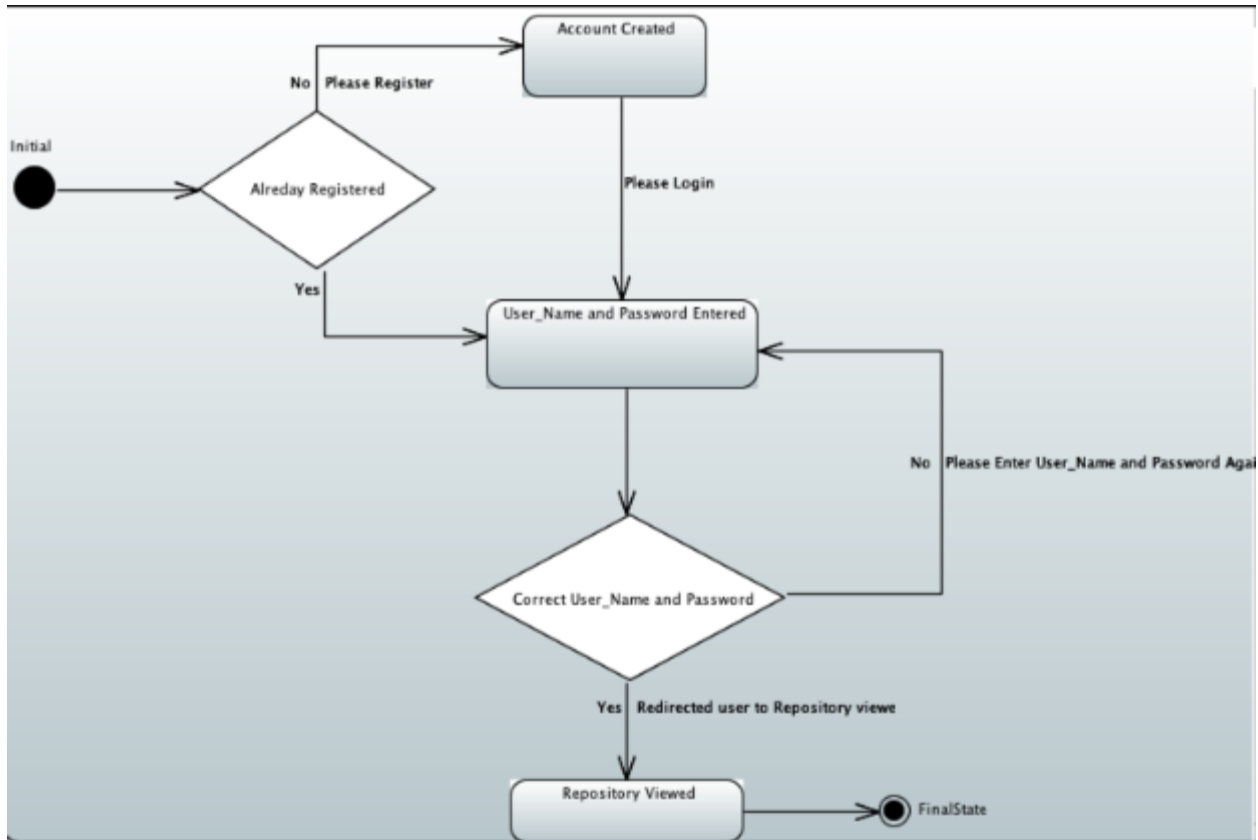 Account Created
No Please Register
Initial
Alreday Registered
Please Login
Yes
User_Name and Password Entered
No Please Enter User_Name and Password Agai
Correct User_Name and Password
Yes Redirected user to Repository viewe
Repository Viewed
FinalState